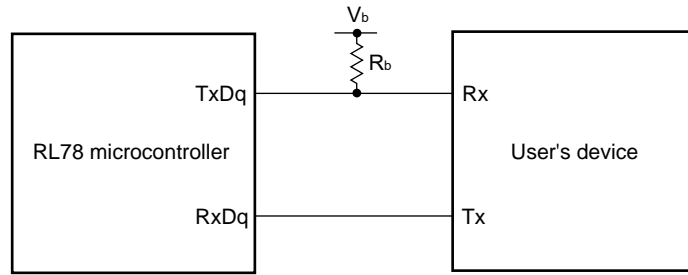 Vb
Rb
TxDq
Rx
RL78 microcontroller
User's device
RxDq
Tx